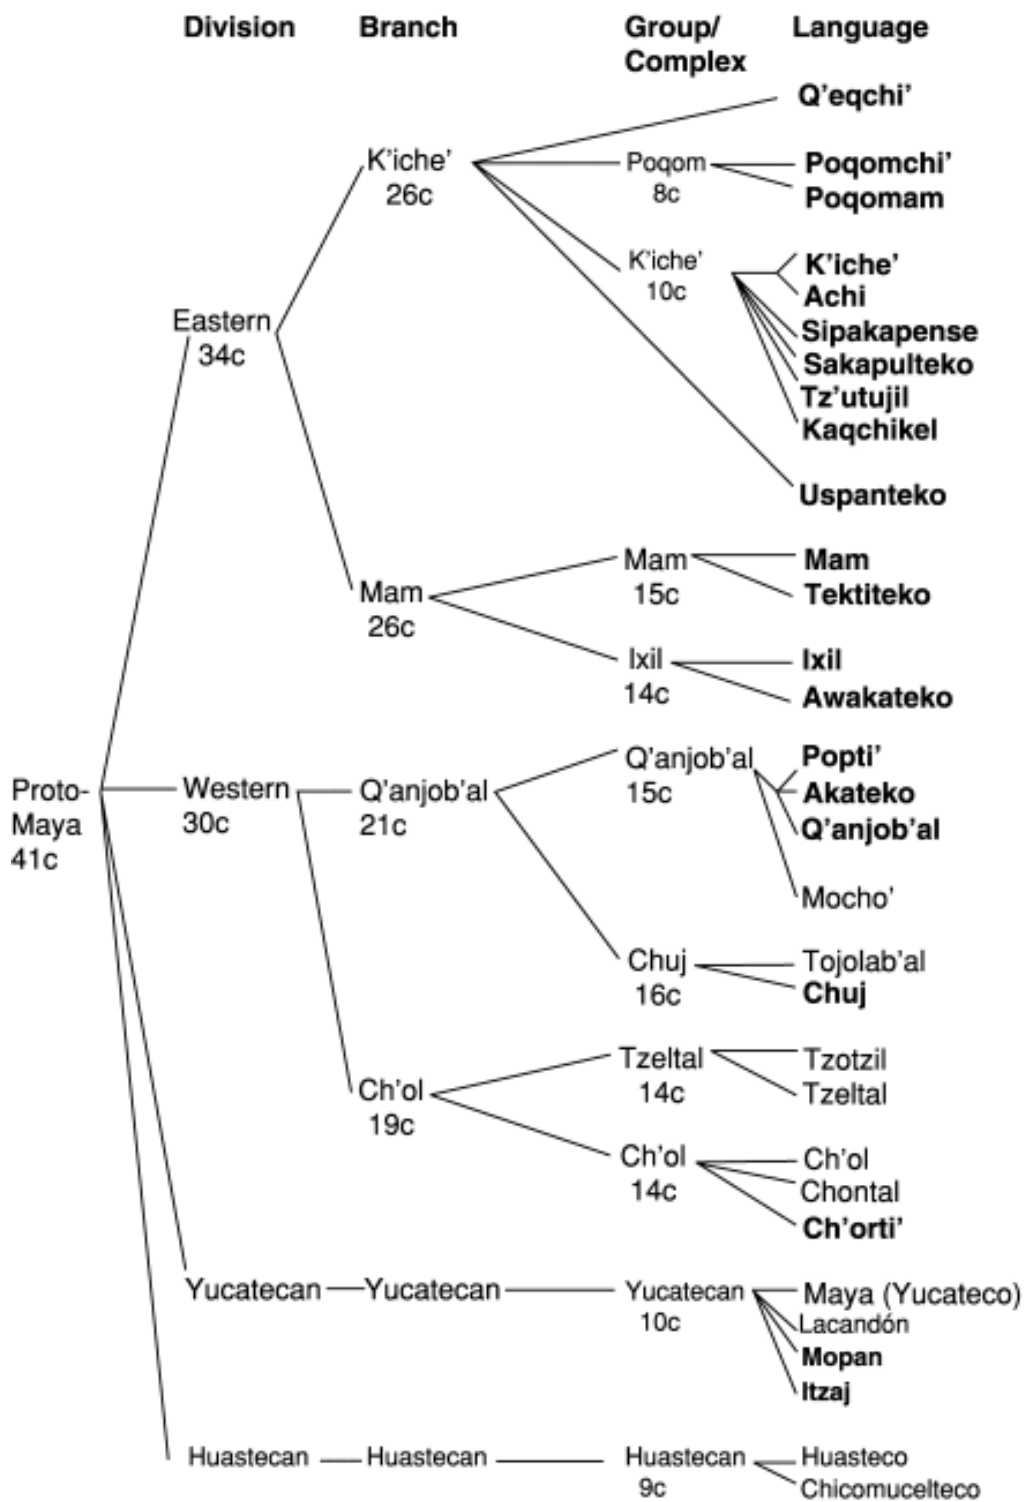 Division Branch Group/ Language
Complex
Q’eqchi’
K’iche’ Poqom Poqomchi’
26c 8c Poqomam
K’iche’ K’iche’
10c Achi
Eastern Sipakapense
34c Sakapulteko
Tz’utujil
Kaqchikel
Uspanteko
Mam Mam
15c Tektiteko
Mam
26c
Ixil Ixil
14c Awakateko
Q’anjob’al Popti’
Proto- Western Q’anjob’al 15c Akateko
Maya 30c 21c Q’anjob’al
41c
Mocho’
Chuj Tojolab’al
16c Chuj
Tzeltal Tzotzil
Ch’ol 14c Tzeltal
19c
Ch’ol Ch’ol
14c Chontal
Ch’orti’
Yucatecan Yucatecan Yucatecan Maya (Yucateco)
10c Lacandón
Mopan
Itzaj
Huastecan Huastecan Huastecan Huasteco
9c Chicomucelteco